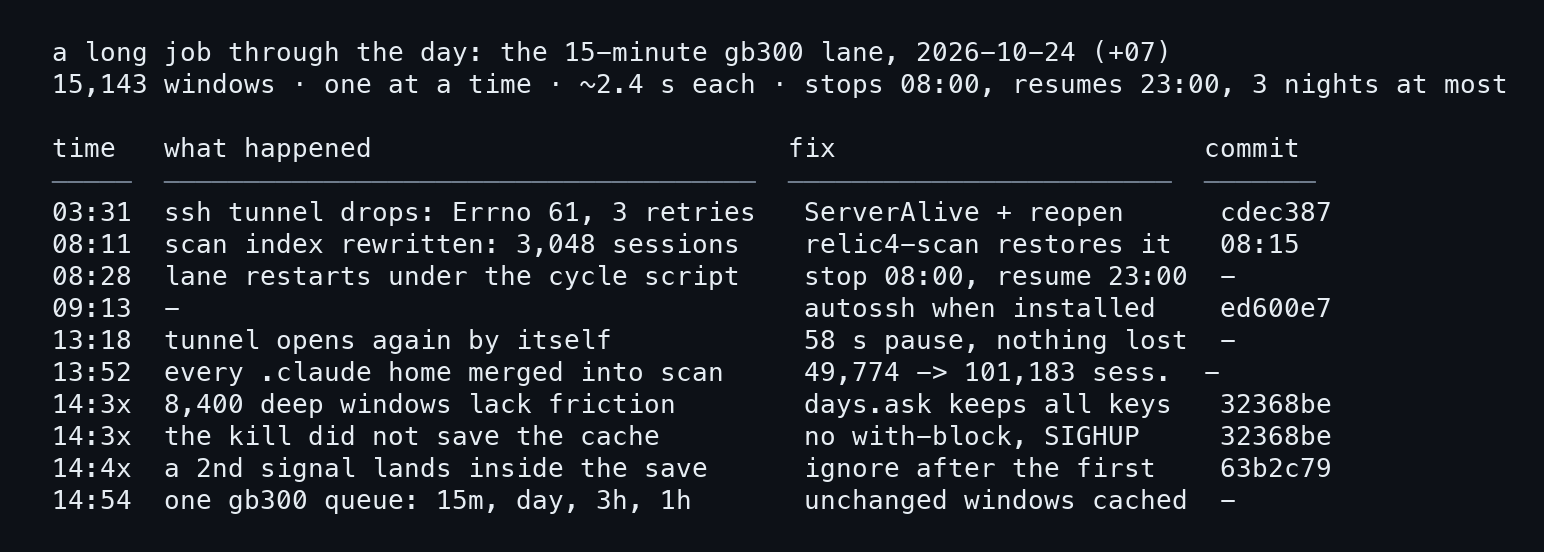 a long job through the day: the 15−minute gb300 lane, 2026−10−24 (+07)
15,143 windows · one at a time · ~2.4 s each · stops 08:00, resumes 23:00, 3 nights at most
time what happened fix commit
03:31 ssh tunnel drops: Errno 61, 3 retries ServerAlive + reopen cdec387
08:11 scan index rewritten: 3,048 sessions relic4−scan restores it 08:15
08:28 lane restarts under the cycle script stop 08:00, resume 23:00 −
09:13 − autossh when installed ed600e7
13:18 tunnel opens again by itself 58 s pause, nothing lost −
13:52 every .claude home merged into scan 49,774 −> 101,183 sess. −
14:3x 8,400 deep windows lack friction days.ask keeps all keys 32368be
14:3x the kill did not save the cache no with−block, SIGHUP 32368be
14:4x a 2nd signal lands inside the save ignore after the first 63b2c79
14:54 one gb300 queue: 15m, day, 3h, 1h unchanged windows cached −